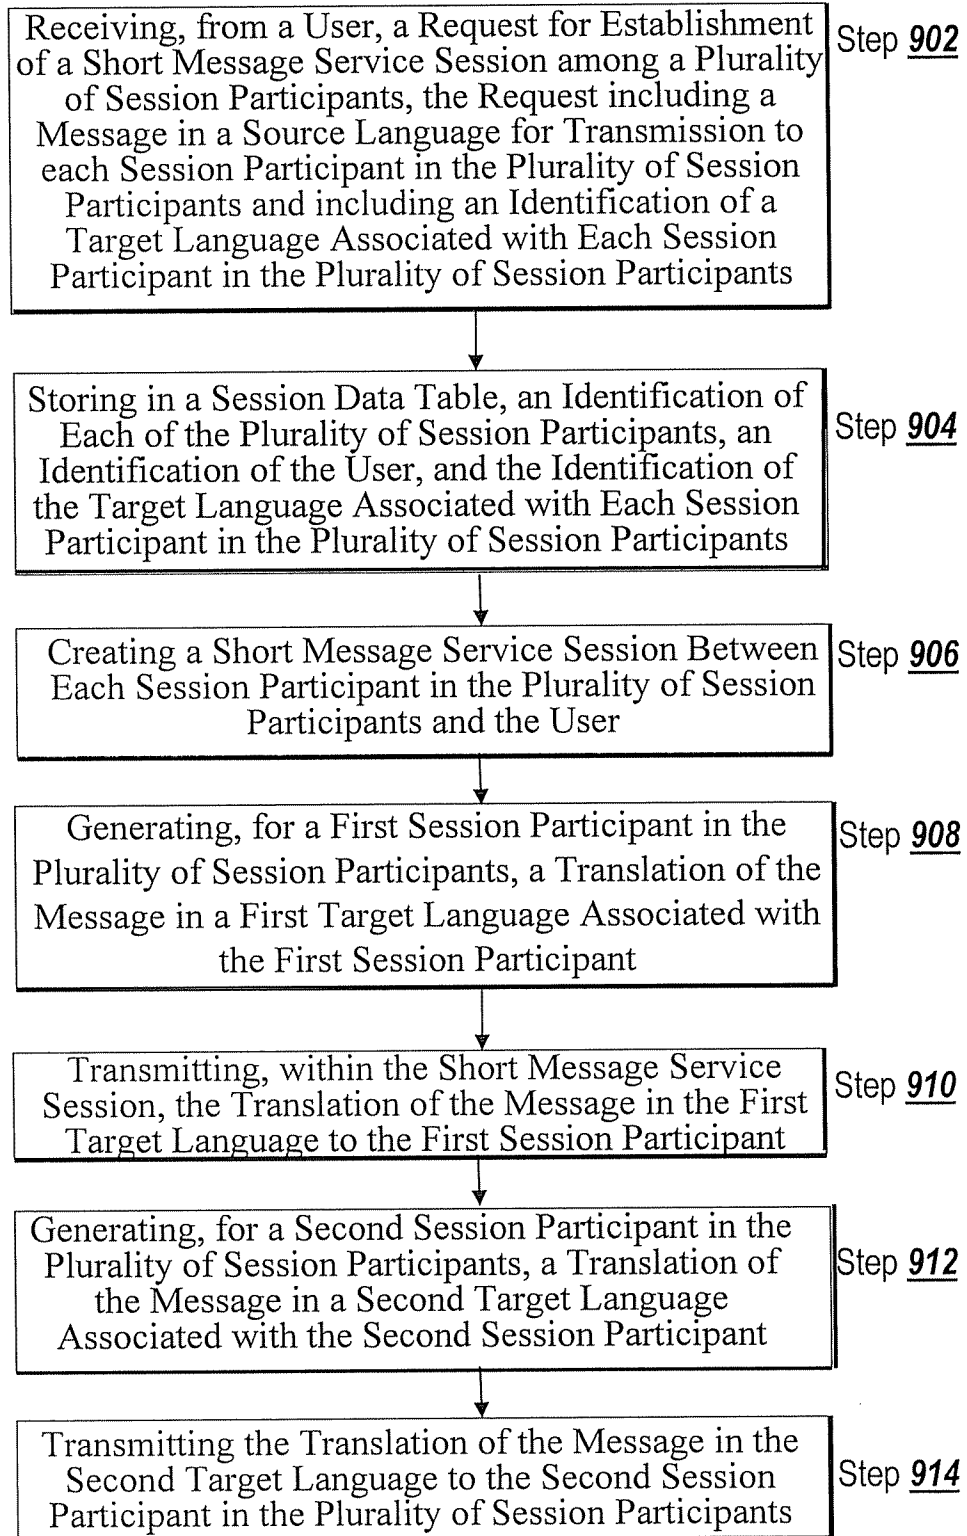 Receiving, from a User, a Request for Establishment
of a Short Message Service Session among a Plurality
of Session Participants, the Request including a
Message in a Source Language for Transmission to
each Session Participant in the Plurality of Session
Participants and including an Identification of a
Target Language Associated with Each Session
Participant in the Plurality of Session Participants
Step 902
Storing in a Session Data Table, an Identification of
Each of the Plurality of Session Participants, an
Identification of the User, and the Identification of
the Target Language Associated with Each Session
Participant in the Plurality of Session Participants
Step 904
Creating a Short Message Service Session Between
Each Session Participant in the Plurality of Session
Participants and the User
Step 906
Generating, for a First Session Participant in the
Plurality of Session Participants, a Translation of the
Message in a First Target Language Associated with
the First Session Participant
Step 908
Transmitting, within the Short Message Service
Session, the Translation of the Message in the First
Target Language to the First Session Participant
Step 910
Generating, for a Second Session Participant in the
Plurality of Session Participants, a Translation of
the Message in a Second Target Language
Associated with the Second Session Participant
Step 912
Transmitting the Translation of the Message in the
Second Target Language to the Second Session
Participant in the Plurality of Session Participants
Step 914